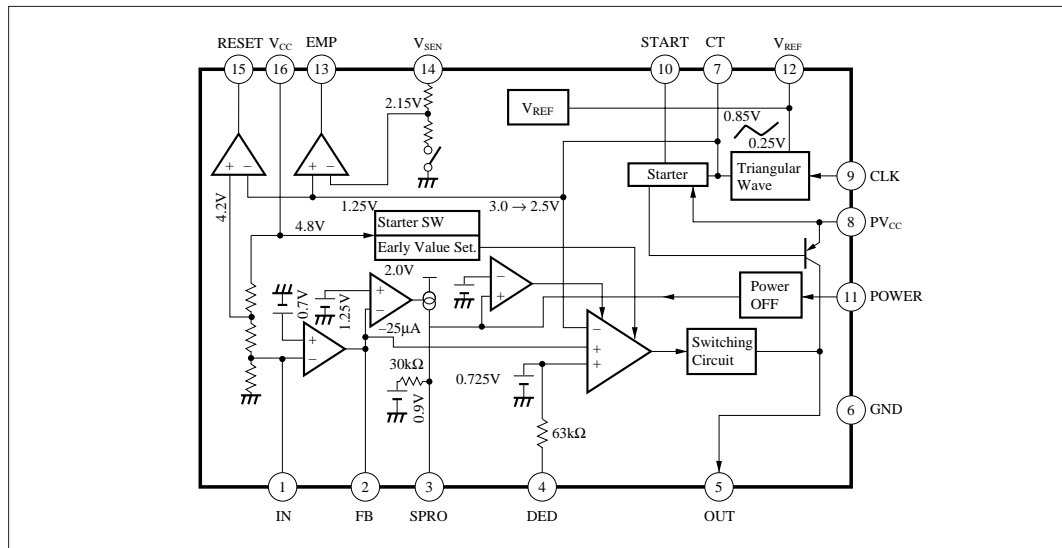 RESET VCC EMP VSEN START CT VREF
15 16 13 14 10 7 12
2.15V
VREF
0.85V
0.25V
+ − + −
Starter
Triangular
Wave
9 CLK
4.2V
1.25V
3.0 → 2.5V
8 PVCC
4.8V
Starter SW
Early Value Set.
2.0V
0.7V
1.25V
+
−
−
+
Power
OFF
11 POWER
−25μA
+
−
−
+
+
Switching
Circuit
30kΩ
0.9V
0.725V
6 GND
63kΩ
1 2 3 4 5
IN FB SPRO DED OUT